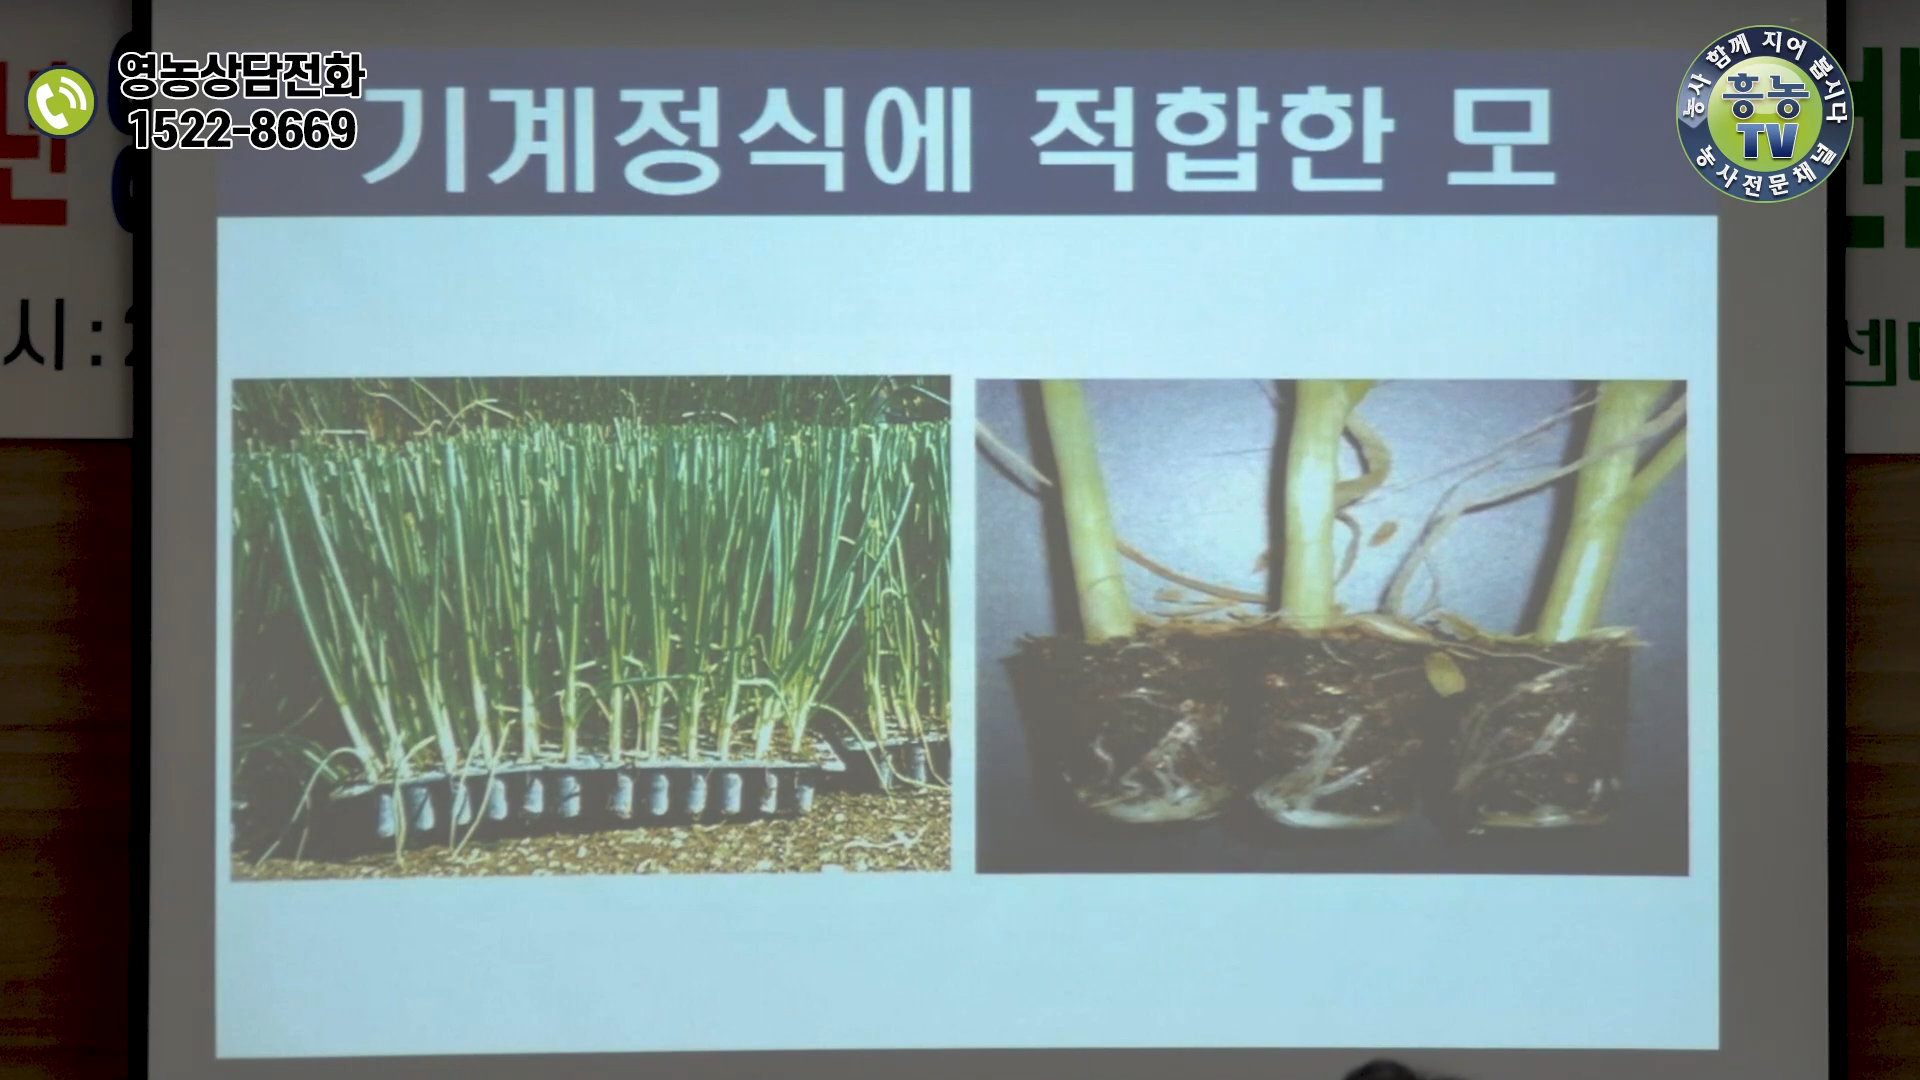 영농상담전화
1522-8669
기계정식에 적합한 모
농사 함께 지어 봅시다
흥농
TV
농사전문채널
시: